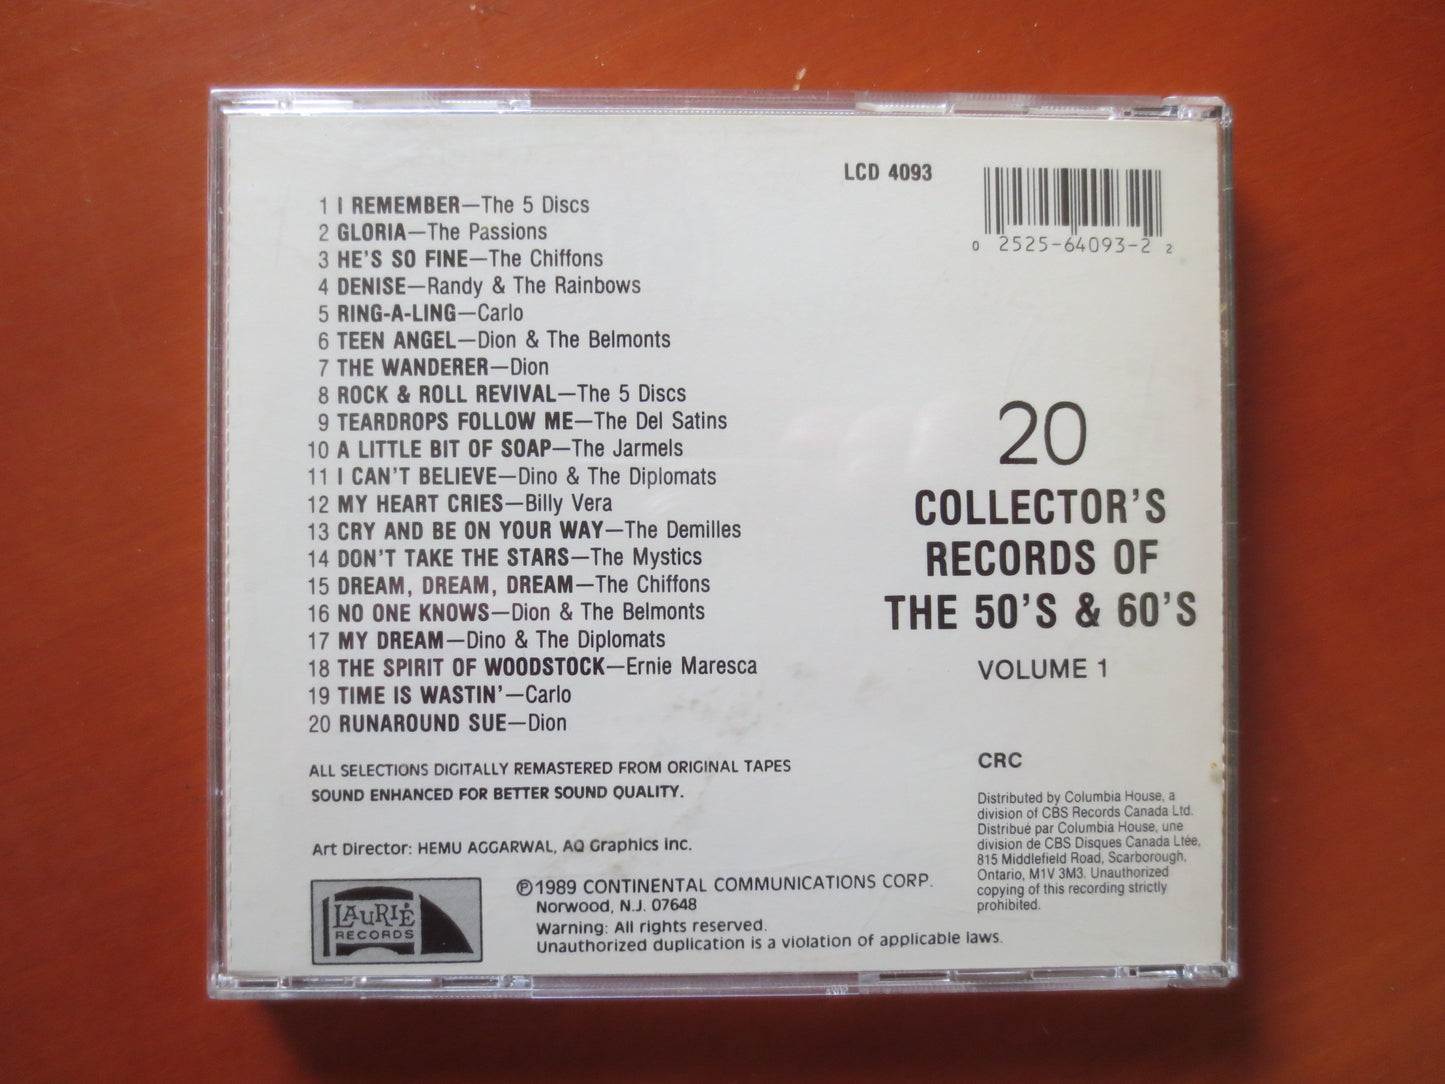 LCD 4093
0 2525-64093-2 2
1 I REMEMBER—The 5 Discs
2 GLORIA—The Passions
3 HE'S SO FINE—The Chiffons
4 DENISE—Randy & The Rainbows
5 RING-A-LING—Carlo
6 TEEN ANGEL—Dion & The Belmonts
7 THE WANDERER—Dion
8 ROCK & ROLL REVIVAL—The 5 Discs
9 TEARDROPS FOLLOW ME—The Del Satins
10 A LITTLE BIT OF SOAP—The Jarmels
11 I CAN'T BELIEVE—Dino & The Diplomats
12 MY HEART CRIES—Billy Vera
13 CRY AND BE ON YOUR WAY—The Demilles
14 DON'T TAKE THE STARS—The Mystics
15 DREAM, DREAM, DREAM—The Chiffons
16 NO ONE KNOWS—Dion & The Belmonts
17 MY DREAM—Dino & The Diplomats
18 THE SPIRIT OF WOODSTOCK—Ernie Maresca
19 TIME IS WASTIN'—Carlo
20 RUNAROUND SUE—Dion
20
COLLECTOR'S
RECORDS OF
THE 50'S & 60'S
VOLUME 1
ALL SELECTIONS DIGITALLY REMASTERED FROM ORIGINAL TAPES
SOUND ENHANCED FOR BETTER SOUND QUALITY.
Art Director: HEMU AGGARWAL, AQ Graphics Inc.
LAURIE
RECORDS
℗1989 CONTINENTAL COMMUNICATIONS CORP.
Norwood, N.J. 07648
Warning: All rights reserved.
Unauthorized duplication is a violation of applicable laws.
CRC
Distributed by Columbia House, a
division of CBS Records Canada Ltd.
Distribué par Columbia House, une
division de CBS Disques Canada Ltée,
815 Middlefield Road, Scarborough,
Ontario, M1V 3M3. Unauthorized
copying of this recording strictly
prohibited.